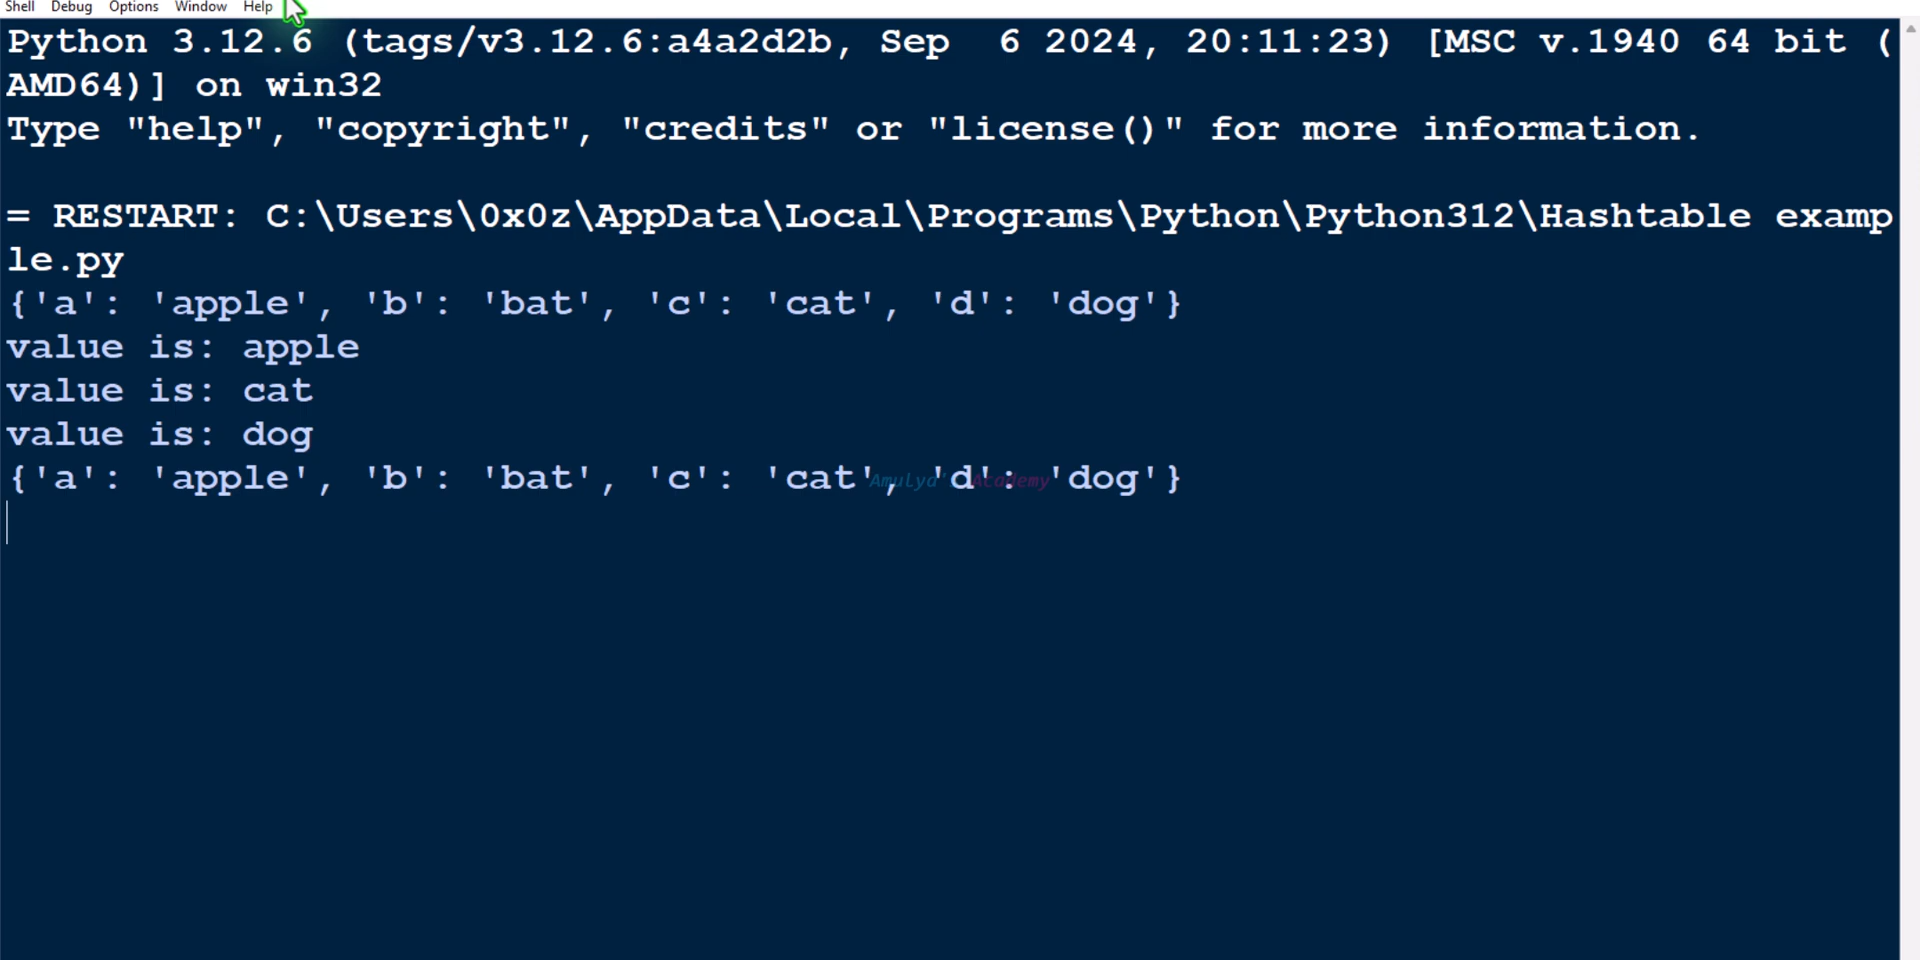 Shell Debug Options Window Help
Python 3.12.6 (tags/v3.12.6:a4a2d2b, Sep  6 2024, 20:11:23) [MSC v.1940 64 bit (
AMD64)] on win32
Type "help", "copyright", "credits" or "license()" for more information.
= RESTART: C:\Users\0x0z\AppData\Local\Programs\Python\Python312\Hashtable examp
le.py
{'a': 'apple', 'b': 'bat', 'c': 'cat', 'd': 'dog'}
value is: apple
value is: cat
value is: dog
{'a': 'apple', 'b': 'bat', 'c': 'cat', 'd': 'dog'}
Amulya's Academy